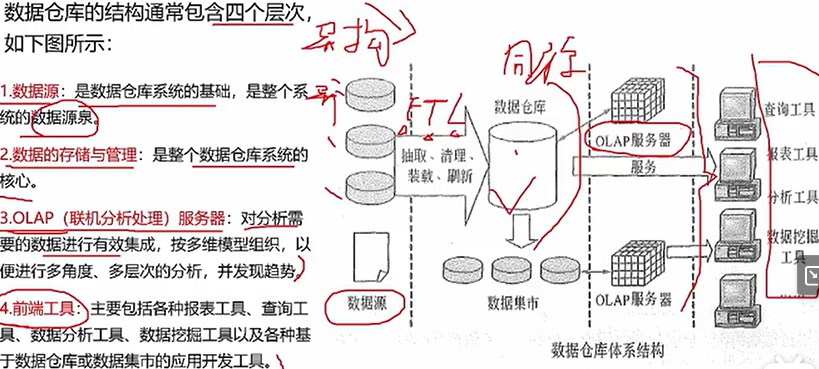 数据仓库的结构通常包含四个层次，
如下图所示：
1.数据源：是数据仓库系统的基础，是整个系
统的数据源泉。
2.数据的存储与管理：是整个数据仓库系统的
核心。
3.OLAP（联机分析处理）服务器：对分析需
要的数据进行有效集成，按多维模型组织，以
便进行多角度、多层次的分析，并发现趋势。
4.前端工具：主要包括各种报表工具、查询工
具、数据分析工具、数据挖掘工具以及各种基
于数据仓库或数据集市的应用开发工具。
异构
异
ETL
抽取、清理、
装载、刷新
数据源
数据仓库
数据集市
OLAP服务器
服务
OLAP服务器
查询工具
报表工具
分析工具
数据挖掘
工具
数据仓库体系结构